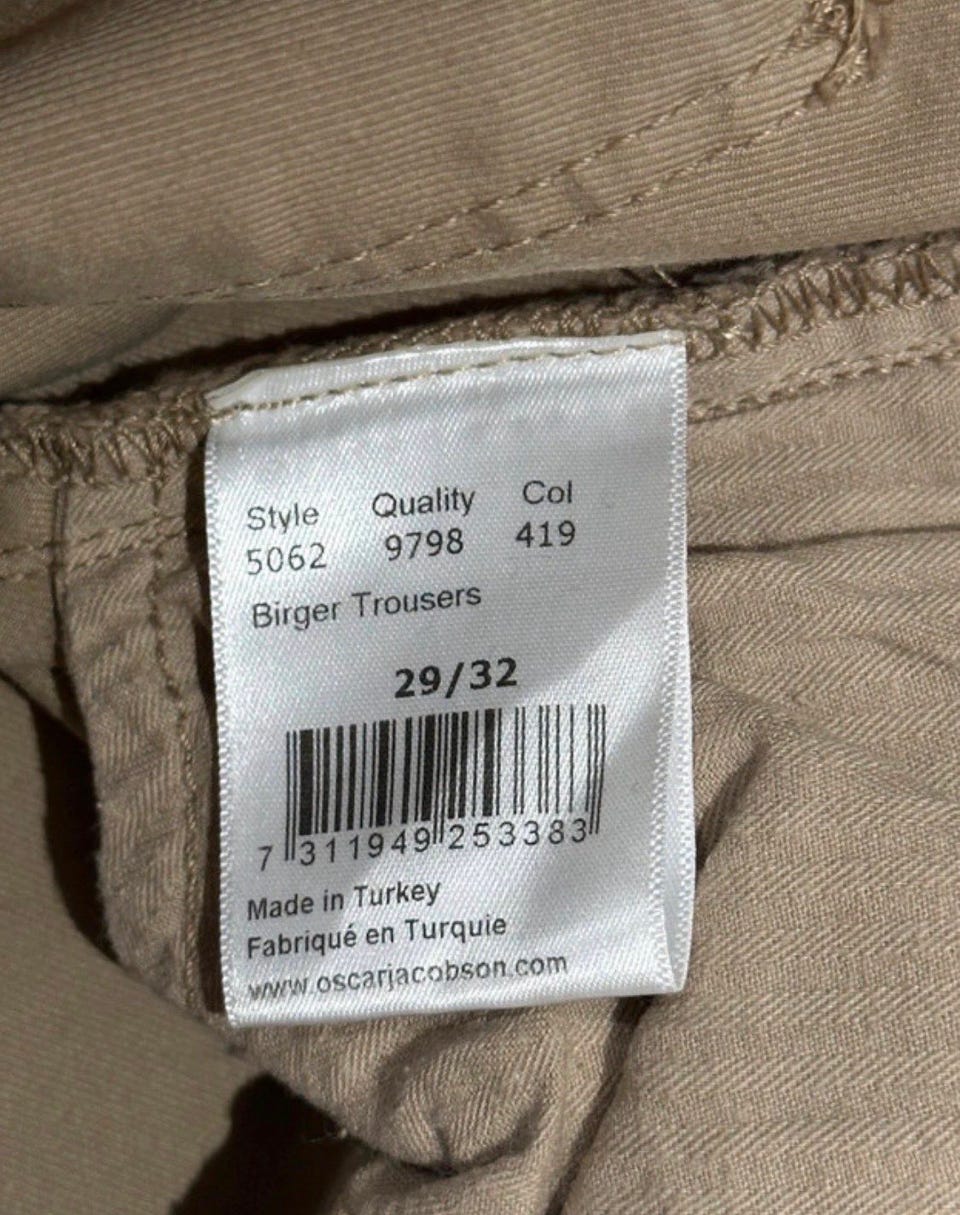 Style Quality Col
5062 9798 419
Birger Trousers
29/32
7 311949 253383
Made in Turkey
Fabriqué en Turquie
www.oscarjacobson.com